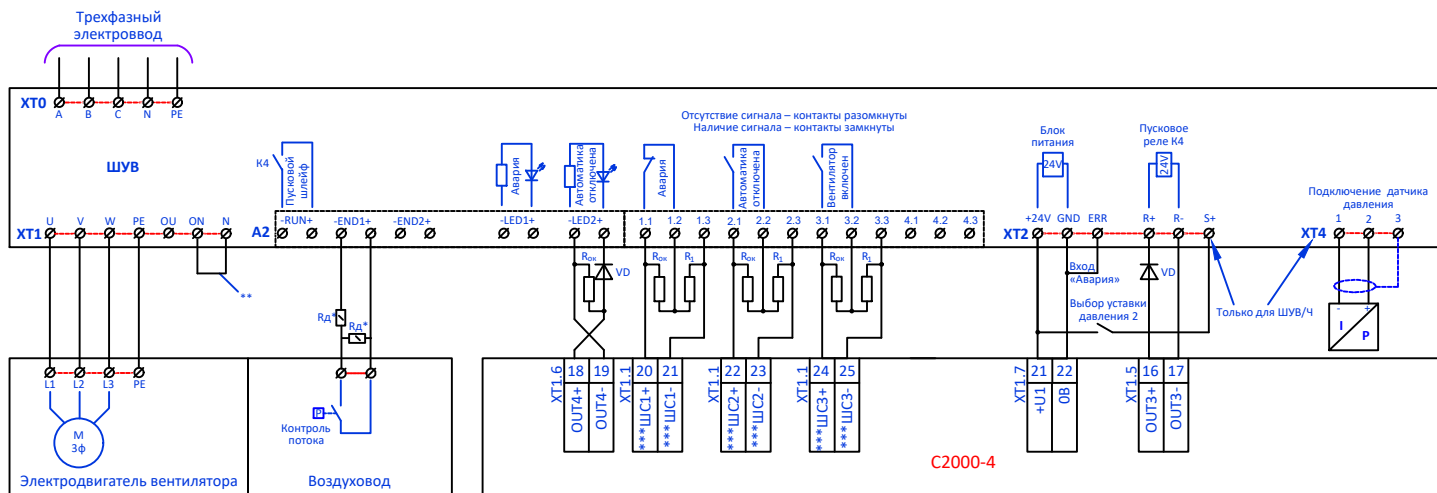 Трехфазный
электроввод
XT0
A
B
C
N
PE
ШУВ
K4
Пусковой
шлейф
Авария
Автоматика
отключена
Отсутствие сигнала – контакты разомкнуты
Наличие сигнала – контакты замкнуты
Авария
Автоматика
отключена
Вентилятор
включен
Блок
питания
24V
Пусковое
реле К4
24V
Подключение датчика
давления
XT1
U
V
W
PE
OU
ON
N
A2
-RUN+
-END1+
-END2+
-LED1+
-LED2+
1.1
1.2
1.3
2.1
2.2
2.3
3.1
3.2
3.3
4.1
4.2
4.3
XT2
+24V
GND
ERR
R+
R-
S+
XT4
1
2
3
**
Rд*
Rд*
Rок
VD
Rок
R1
Rок
R1
Rок
R1
Вход
«Авария»
VD
Выбор уставки
давления 2
Только для ШУВ/Ч
-
+
I
P
L1
L2
L3
PE
М
3ф
Электродвигатель вентилятора
P
Контроль
потока
Воздуховод
XT1.6
18
19
OUT4+
OUT4-
XT1.1
20
21
***ШС1+
***ШС1-
XT1.1
22
23
***ШС2+
***ШС2-
XT1.1
24
25
***ШС3+
***ШС3-
XT1.7
21
22
+U1
0В
XT1.5
16
17
OUT3+
OUT3-
С2000-4